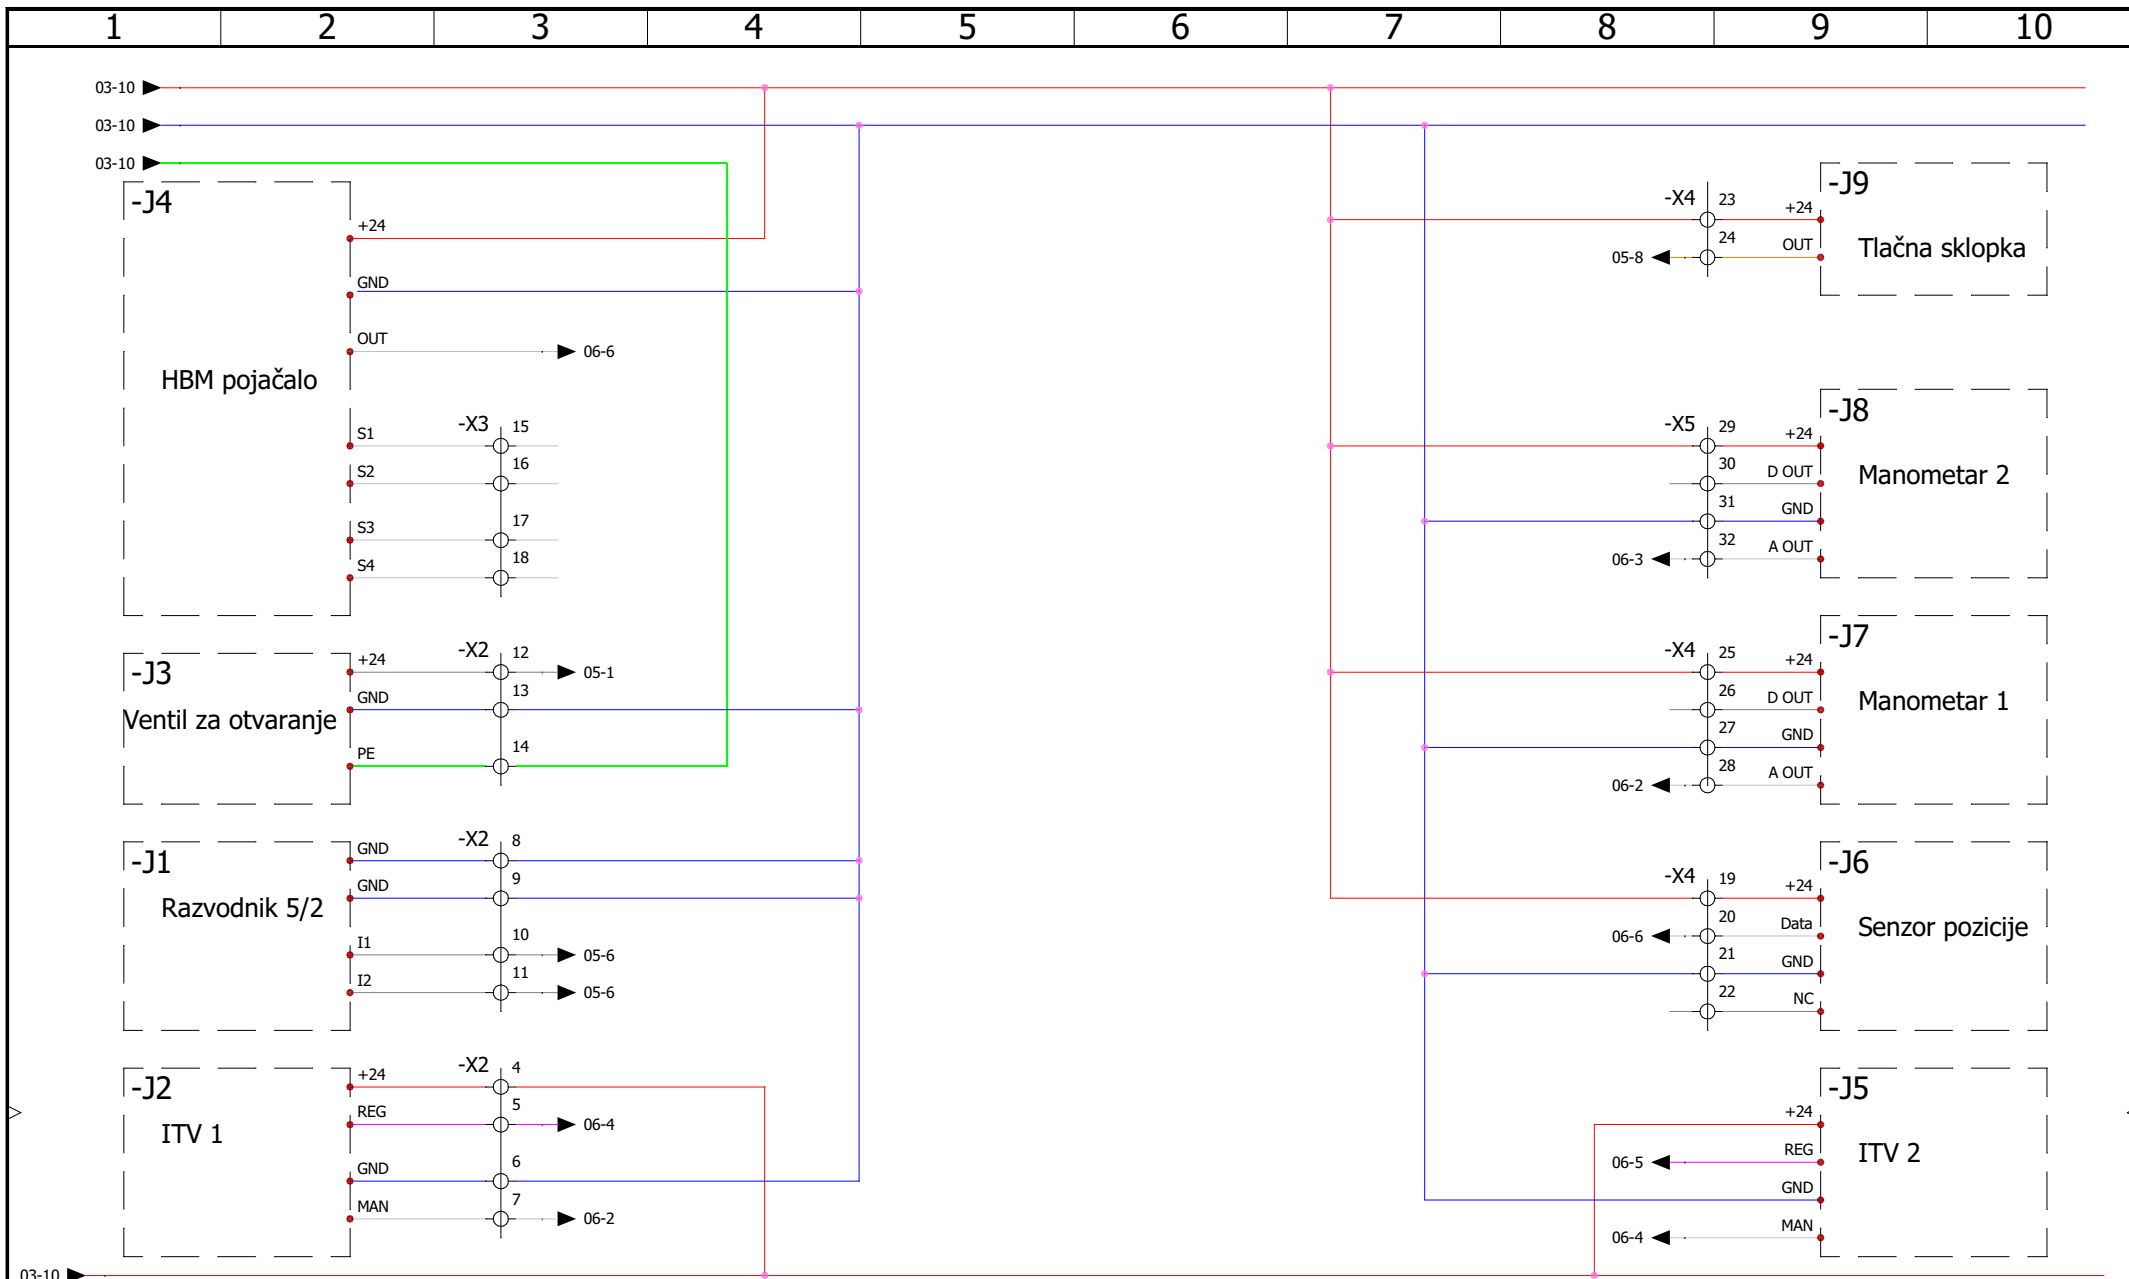 1 2 3 4 5 6 7 8 9 10
03-10
03-10
03-10
-J4
+24
GND
OUT
06-6
HBM pojačalo
-X3
S1 15
S2 16
S3 17
S4 18
-J3
-X2
+24 12
05-1
GND 13
Ventil za otvaranje
PE 14
-J1
-X2
GND 8
GND 9
Razvodnik 5/2
I1 10
05-6
I2 11
05-6
-J2
-X2
+24 4
REG 5
06-4
ITV 1
GND 6
MAN 7
06-2
03-10
-J9
-X4
23 +24
24 OUT
05-8
Tlačna sklopka
-J8
-X5
29 +24
30 D OUT
Manometar 2
31 GND
32 A OUT
06-3
-J7
-X4
25 +24
26 D OUT
Manometar 1
27 GND
28 A OUT
06-2
-J6
-X4
19 +24
20 Data
06-6
Senzor pozicije
21 GND
22 NC
-J5
+24
REG
06-5
ITV 2
GND
MAN
06-4